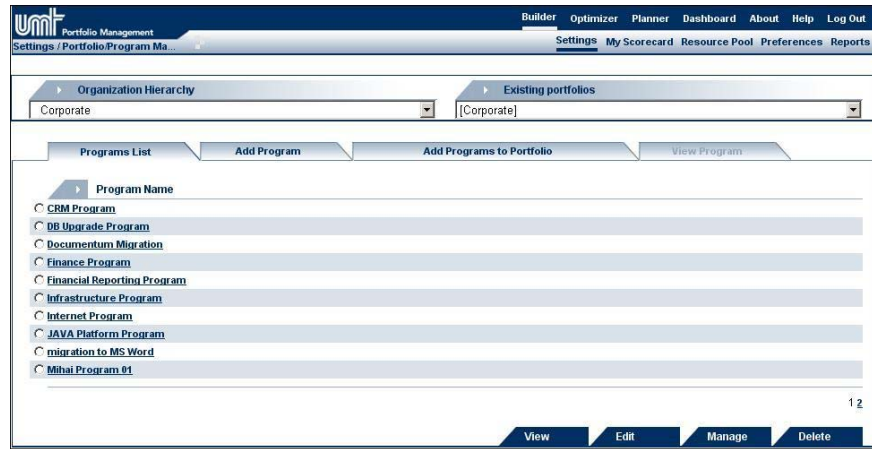 umt Portfolio Management
Builder Optimizer Planner Dashboard About Help Log Out
Settings / Portfolio/Program Ma...
Settings My Scorecard Resource Pool Preferences Reports
Organization Hierarchy Existing portfolios
Corporate [Corporate]
Programs List Add Program Add Programs to Portfolio View Program
Program Name
CRM Program
DB Upgrade Program
Documentum Migration
Finance Program
Financial Reporting Program
Infrastructure Program
Internet Program
JAVA Platform Program
migration to MS Word
Mihai Program 01
1 2
View Edit Manage Delete